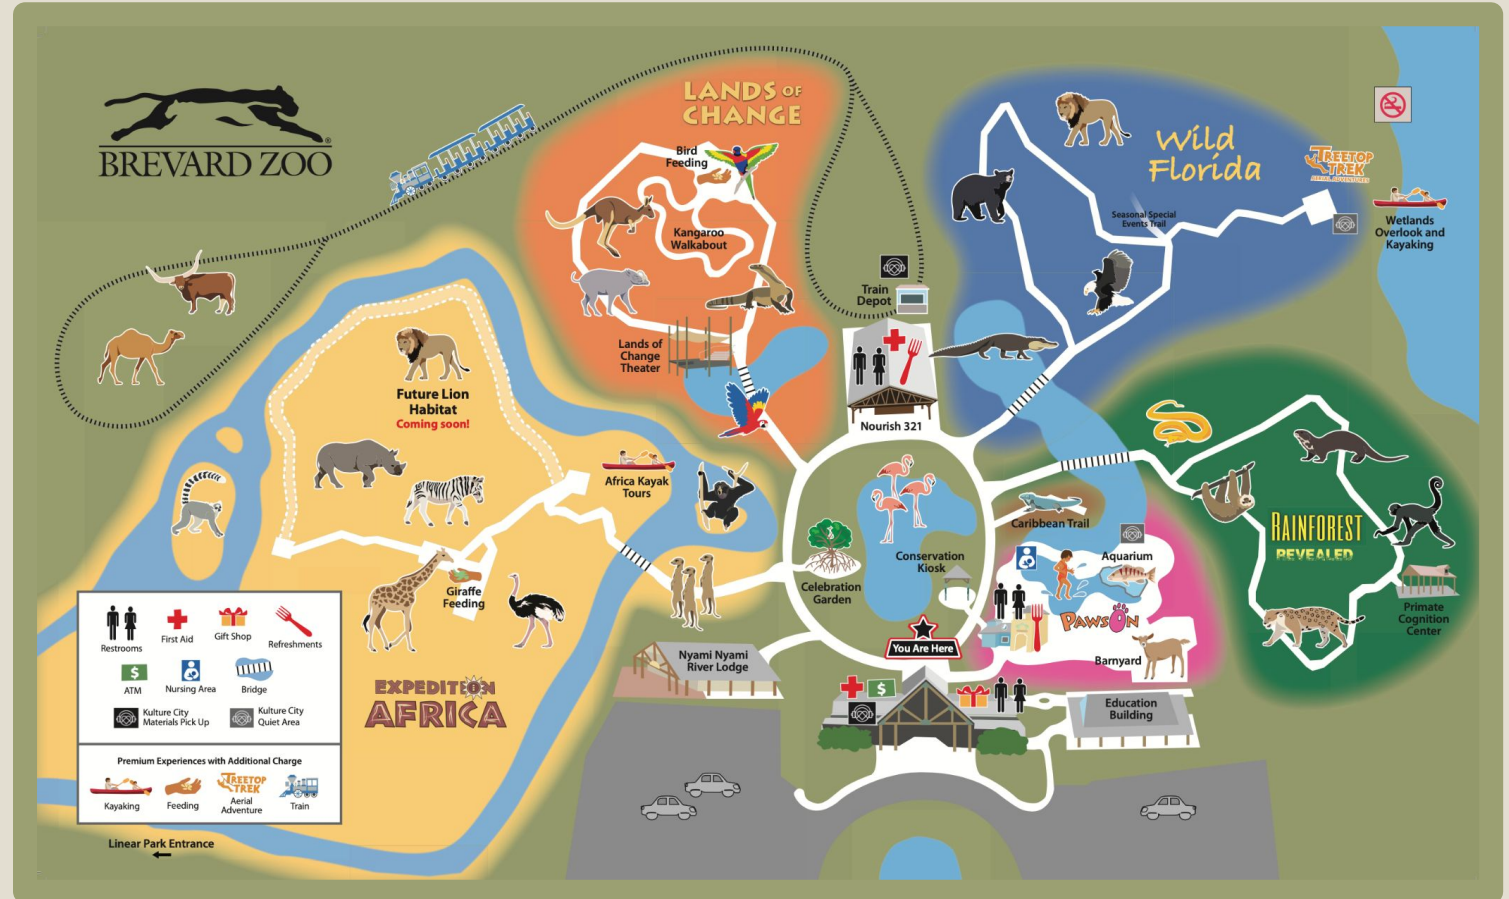 BREVARD ZOO
®
LANDS OF
CHANGE
Bird
Feeding
Kangaroo
Walkabout
Lands of
Change
Theater
Train
Depot
Nourish 321
Wild
Florida
Seasonal Special
Events Trail
TREETOP
TREK
AERIAL ADVENTURES
Wetlands
Overlook and
Kayaking
Future Lion
Habitat
Coming soon!
Africa Kayak
Tours
Giraffe
Feeding
EXPEDITION
AFRICA
Celebration
Garden
Conservation
Kiosk
You Are Here
Caribbean Trail
Aquarium
PAWSON
Barnyard
RAINFOREST
REVEALED
Primate
Cognition
Center
Nyami Nyami
River Lodge
$
Education
Building
Restrooms
First Aid
Gift Shop
Refreshments
$
ATM
Nursing Area
Bridge
Kulture City
Materials Pick Up
Kulture City
Quiet Area
Premium Experiences with Additional Charge
Kayaking
Feeding
TREETOP
TREK
Aerial
Adventure
Train
Linear Park Entrance